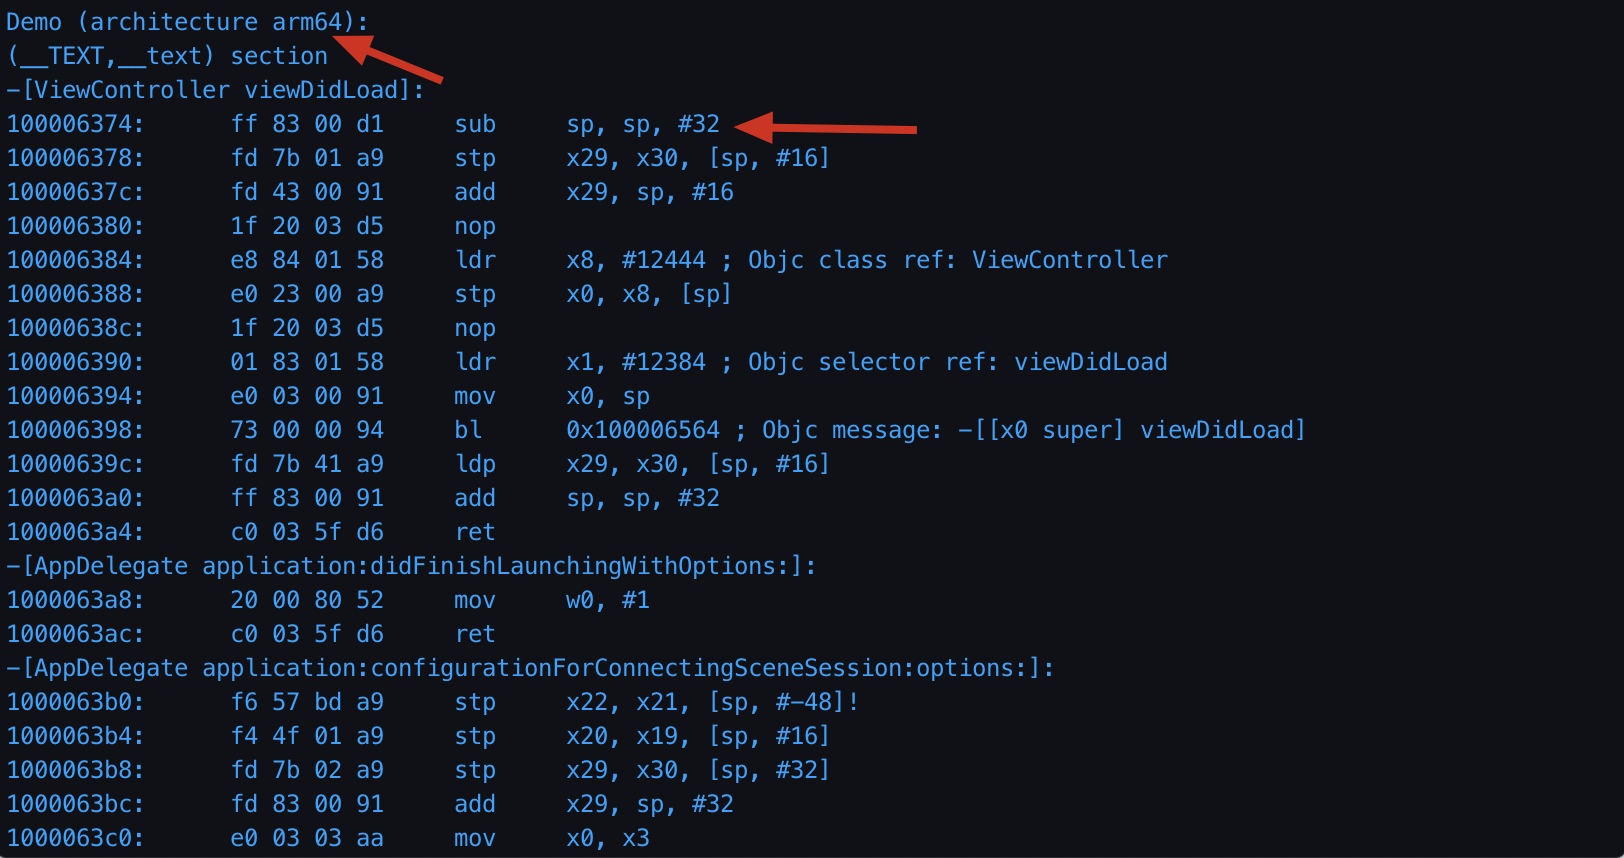 Demo (architecture arm64):
(__TEXT,__text) section
-[ViewController viewDidLoad]:
100006374: ff 83 00 d1 sub sp, sp, #32
100006378: fd 7b 01 a9 stp x29, x30, [sp, #16]
10000637c: fd 43 00 91 add x29, sp, #16
100006380: 1f 20 03 d5 nop
100006384: e8 84 01 58 ldr x8, #12444 ; Objc class ref: ViewController
100006388: e0 23 00 a9 stp x0, x8, [sp]
10000638c: 1f 20 03 d5 nop
100006390: 01 83 01 58 ldr x1, #12384 ; Objc selector ref: viewDidLoad
100006394: e0 03 00 91 mov x0, sp
100006398: 73 00 00 94 bl 0x100006564 ; Objc message: -[[x0 super] viewDidLoad]
10000639c: fd 7b 41 a9 ldp x29, x30, [sp, #16]
1000063a0: ff 83 00 91 add sp, sp, #32
1000063a4: c0 03 5f d6 ret
-[AppDelegate application:didFinishLaunchingWithOptions:]:
1000063a8: 20 00 80 52 mov w0, #1
1000063ac: c0 03 5f d6 ret
-[AppDelegate application:configurationForConnectingSceneSession:options:]:
1000063b0: f6 57 bd a9 stp x22, x21, [sp, #-48]!
1000063b4: f4 4f 01 a9 stp x20, x19, [sp, #16]
1000063b8: fd 7b 02 a9 stp x29, x30, [sp, #32]
1000063bc: fd 83 00 91 add x29, sp, #32
1000063c0: e0 03 03 aa mov x0, x3